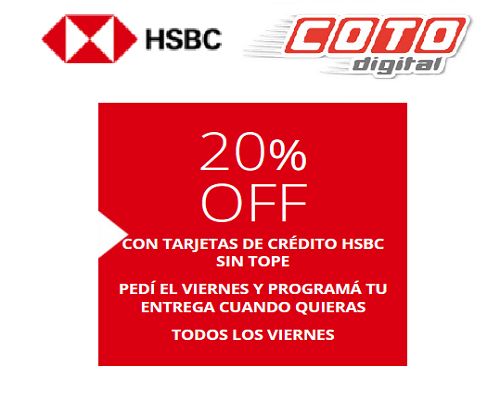 HSBC
COTO
digital
20%
OFF
CON TARJETAS DE CRÉDITO HSBC
SIN TOPE
PEDÍ EL VIERNES Y PROGRAMÁ TU
ENTREGA CUANDO QUIERAS
TODOS LOS VIERNES